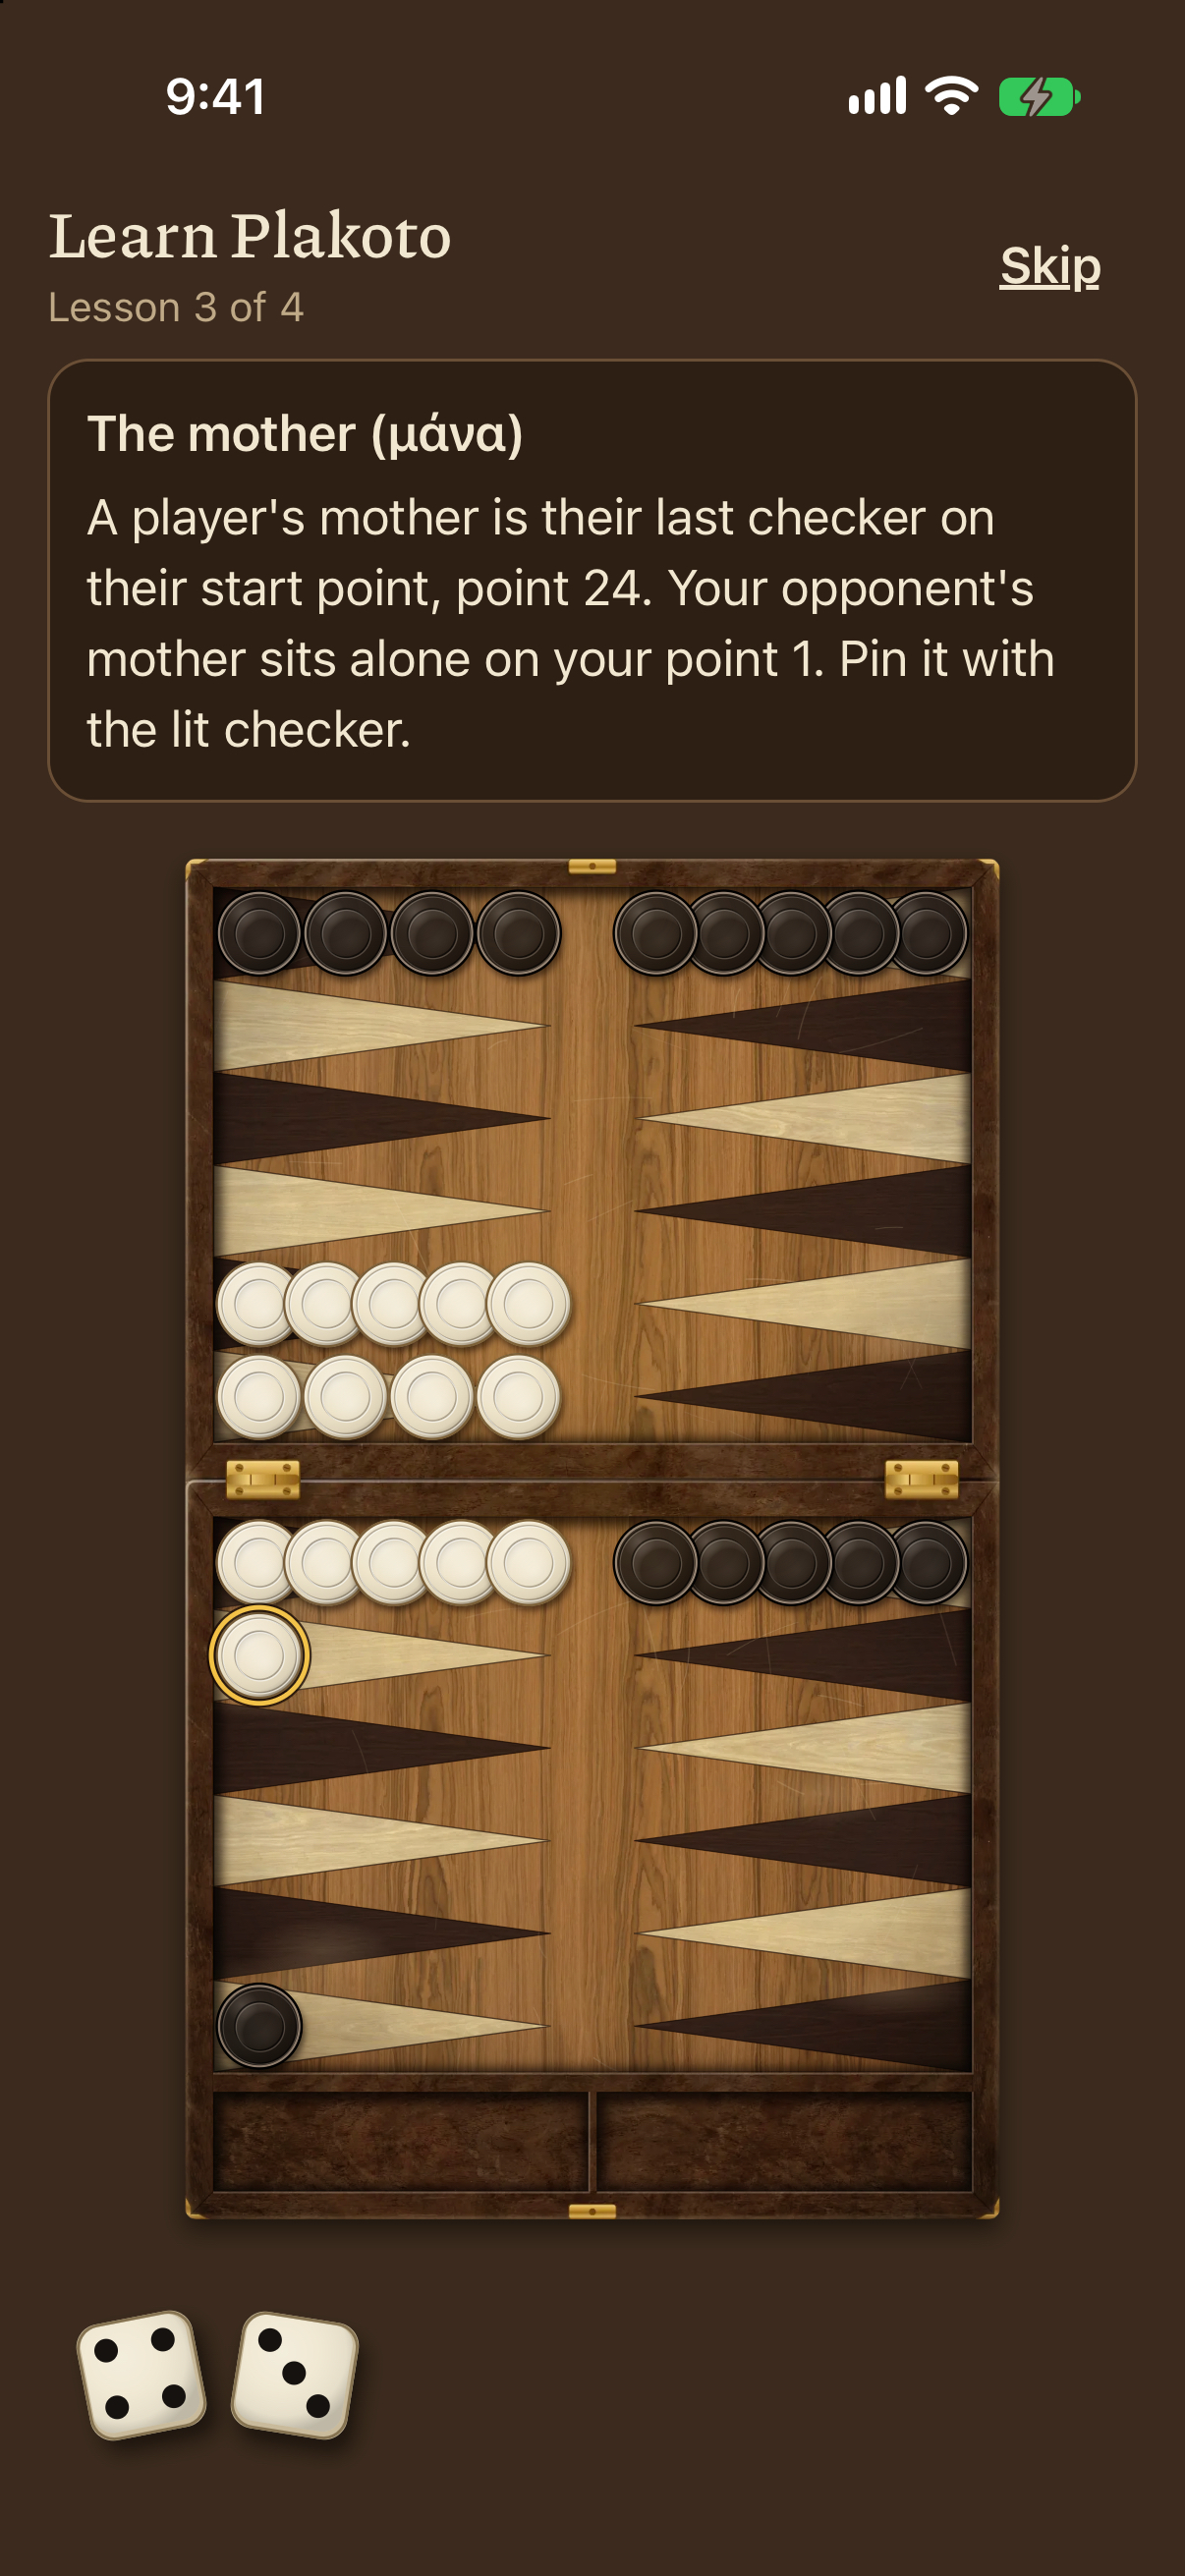 9:41
Learn Plakoto
Skip
Lesson 3 of 4
The mother (μάνα)
A player's mother is their last checker on
their start point, point 24. Your opponent's
mother sits alone on your point 1. Pin it with
the lit checker.